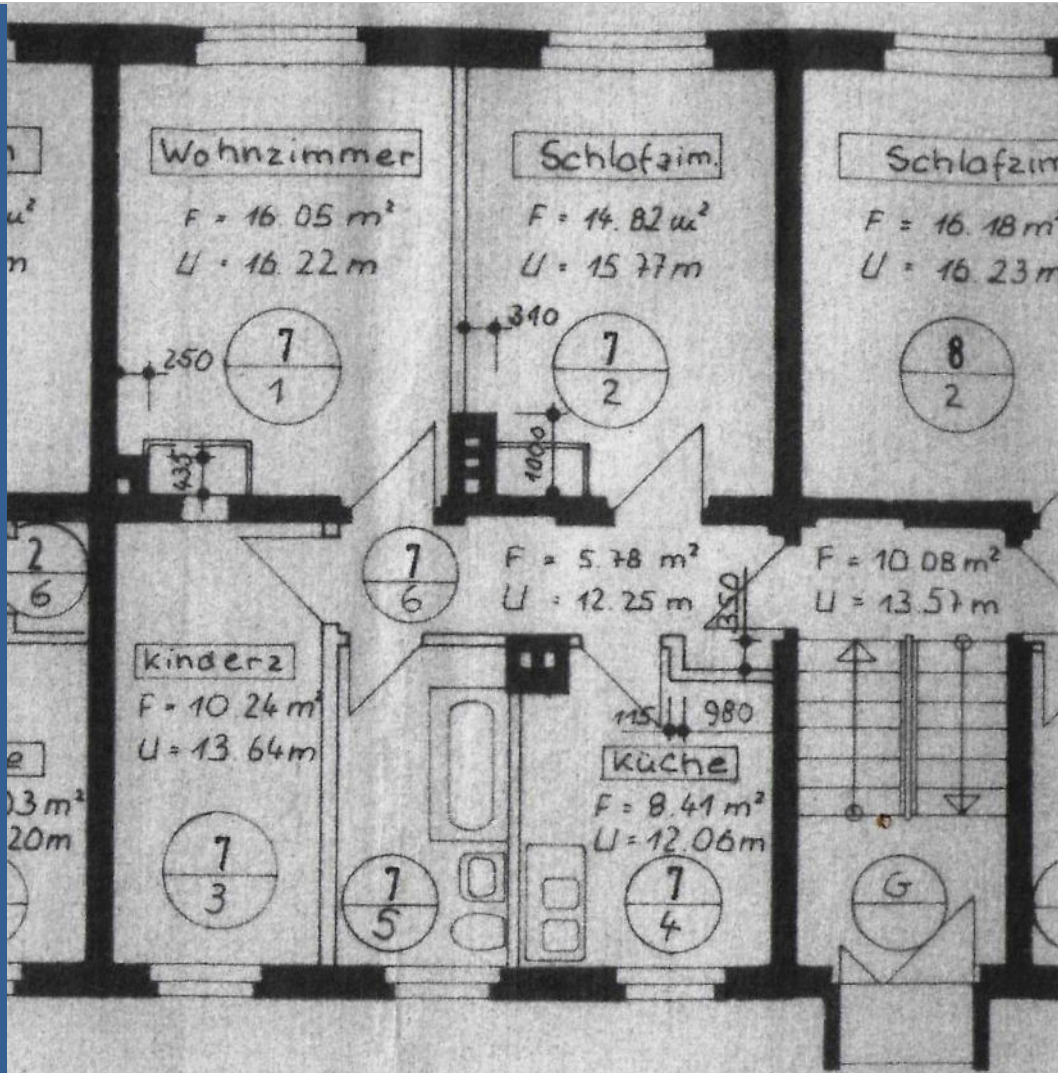 Wohnzimmer
F = 16.05 m²
U = 16.22 m
250
7
1
435
Schlafzim.
F = 14.82 m²
U = 15.77 m
310
7
2
1000
Schlafzim
F = 16.18 m²
U = 16.23 m
8
2
u²
m
2
6
7
6
F = 5.78 m²
U = 12.25 m
350
F = 10.08 m²
U = 13.57 m
Kinderz
F = 10.24 m²
U = 13.64 m
7
3
e
03 m²
20 m
7
5
115
980
Küche
F = 8.41 m²
U = 12.06 m
7
4
G